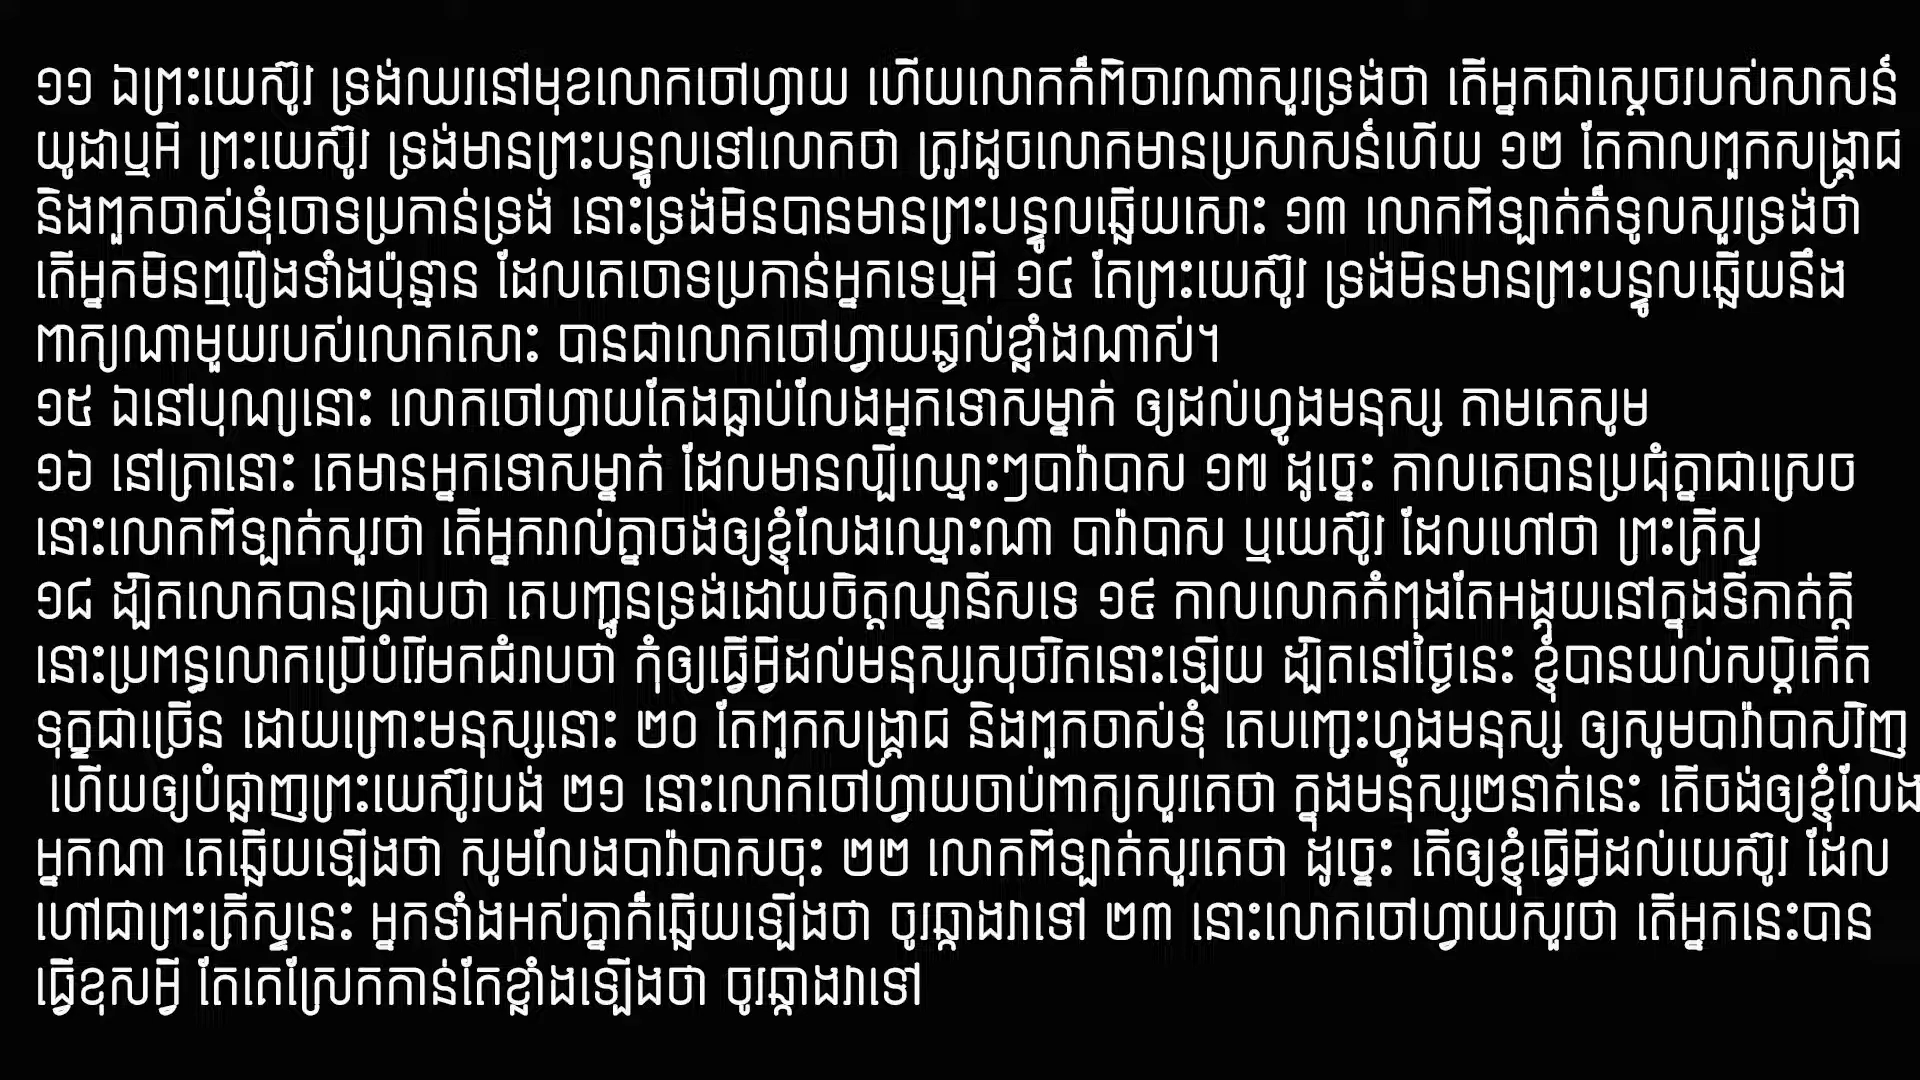 ១១ ឯព្រះយេស៊ូវ ទ្រង់ឈរនៅមុខលោកចៅហ្វាយ ហើយលោកក៏ពិចារណាសួរទ្រង់ថា តើអ្នកជាស្តេចរបស់សាសន៍
យូដាឬអី ព្រះយេស៊ូវ ទ្រង់មានព្រះបន្ទូលទៅលោកថា ត្រូវដូចលោកមានប្រសាសន៍ហើយ ១២ តែកាលពួកសង្គ្រាជ
និងពួកចាស់ទុំចោទប្រកាន់ទ្រង់ នោះទ្រង់មិនបានមានព្រះបន្ទូលឆ្លើយសោះ ១៣ លោកពីឡាត់ក៏ទូលសួរទ្រង់ថា
តើអ្នកមិនឮរឿងទាំងប៉ុន្មាន ដែលគេចោទប្រកាន់អ្នកទេឬអី ១៤ តែព្រះយេស៊ូវ ទ្រង់មិនមានព្រះបន្ទូលឆ្លើយនឹង
ពាក្យណាមួយរបស់លោកសោះ បានជាលោកចៅហ្វាយឆ្ងល់ខ្លាំងណាស់។
១៥ ឯនៅបុណ្យនោះ លោកចៅហ្វាយតែងធ្លាប់លែងអ្នកទោសម្នាក់ ឲ្យដល់ហ្វូងមនុស្ស តាមគេសូម
១៦ នៅគ្រានោះ គេមានអ្នកទោសម្នាក់ ដែលមានល្បីឈ្មោះៗបារ៉ាបាស ១៧ ដូច្នេះ កាលគេបានប្រជុំគ្នាជាស្រេច
នោះលោកពីឡាត់សួរថា តើអ្នករាល់គ្នាចង់ឲ្យខ្ញុំលែងឈ្មោះណា បារ៉ាបាស ឬយេស៊ូវ ដែលហៅថា ព្រះគ្រីស្ទ
១៨ ដ្បិតលោកបានជ្រាបថា គេបញ្ជូនទ្រង់ដោយចិត្តឈ្នានីសទេ ១៩ កាលលោកកំពុងតែអង្គុយនៅក្នុងទីកាត់ក្តី
នោះប្រពន្ធលោកប្រើបំរើមកជំរាបថា កុំឲ្យធ្វើអ្វីដល់មនុស្សសុចរិតនោះឡើយ ដ្បិតនៅថ្ងៃនេះ ខ្ញុំបានយល់សប្តិកើត
ទុក្ខជាច្រើន ដោយព្រោះមនុស្សនោះ ២០ តែពួកសង្គ្រាជ និងពួកចាស់ទុំ គេបញ្ចេះហ្វូងមនុស្ស ឲ្យសូមបារ៉ាបាសវិញ
ហើយឲ្យបំផ្លាញព្រះយេស៊ូវបង់ ២១ នោះលោកចៅហ្វាយចាប់ពាក្យសួរគេថា ក្នុងមនុស្ស២នាក់នេះ តើចង់ឲ្យខ្ញុំលែង
អ្នកណា គេឆ្លើយឡើងថា សូមលែងបារ៉ាបាសចុះ ២២ លោកពីឡាត់សួរគេថា ដូច្នេះ តើឲ្យខ្ញុំធ្វើអ្វីដល់យេស៊ូវ ដែល
ហៅជាព្រះគ្រីស្ទនេះ អ្នកទាំងអស់គ្នាក៏ឆ្លើយឡើងថា ចូរឆ្កាងវាទៅ ២៣ នោះលោកចៅហ្វាយសួរថា តើអ្នកនេះបាន
ធ្វើខុសអ្វី តែគេស្រែកកាន់តែខ្លាំងឡើងថា ចូរឆ្កាងវាទៅ